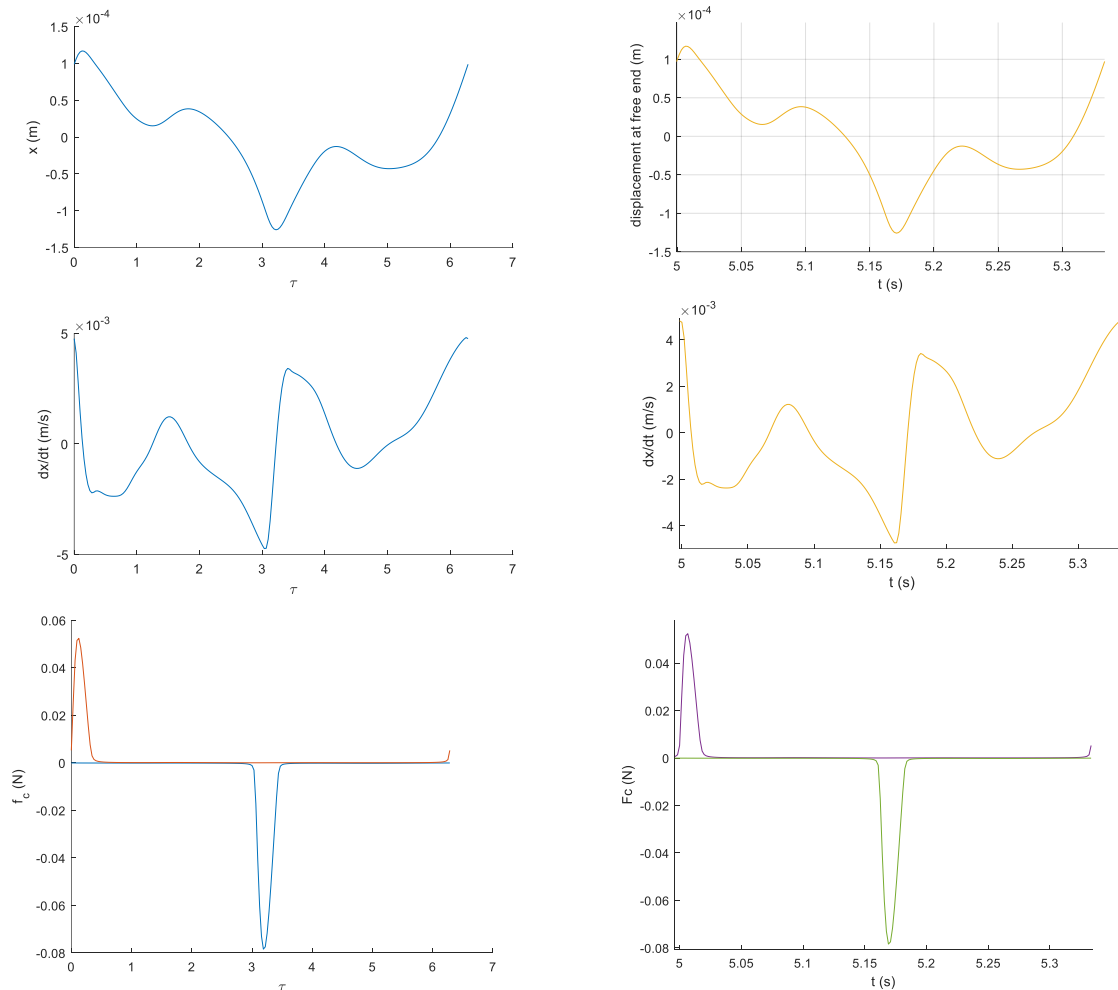 ×10^-4
1.5
1
0.5
0
-0.5
-1
-1.5
x (m)
0 1 2 3 4 5 6 7
τ
×10^-4
1
0.5
0
-0.5
-1
-1.5
displacement at free end (m)
5 5.05 5.1 5.15 5.2 5.25 5.3
t (s)
×10^-3
5
0
-5
dx/dt (m/s)
0 1 2 3 4 5 6 7
τ
×10^-3
4
2
0
-2
-4
dx/dt (m/s)
5 5.05 5.1 5.15 5.2 5.25 5.3
t (s)
0.06
0.04
0.02
0
-0.02
-0.04
-0.06
-0.08
f_c (N)
0 1 2 3 4 5 6 7
τ
0.04
0.02
0
-0.02
-0.04
-0.06
-0.08
Fc (N)
5 5.05 5.1 5.15 5.2 5.25 5.3
t (s)